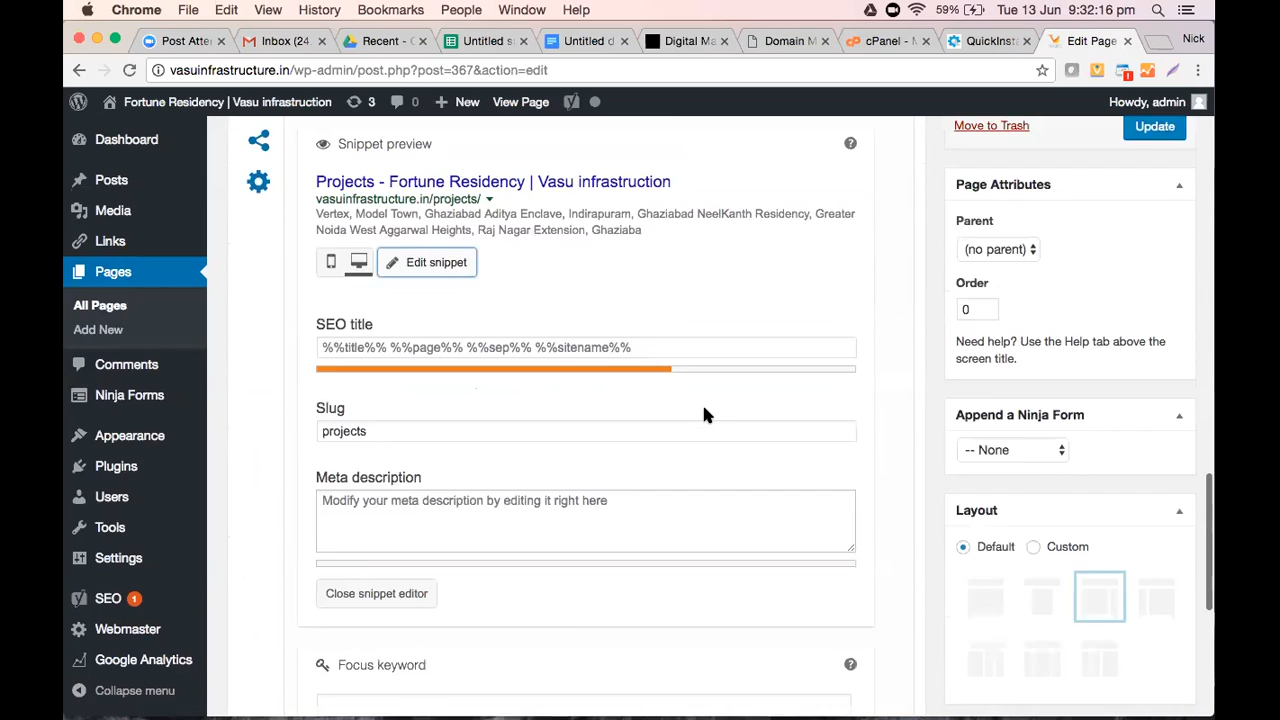 Chrome File Edit View History Bookmarks People Window Help 59% Tue 13 Jun 9:32:16 pm
Post Atter Inbox (24 Recent - G Untitled s Untitled d Digital Ma Domain M cPanel - M QuickInst Edit Page Nick
vasuinfrastructure.in/wp-admin/post.php?post=367&action=edit
Fortune Residency | Vasu infrastruction 3 0 New View Page Howdy, admin
Dashboard
Posts
Media
Links
Pages
All Pages
Add New
Comments
Ninja Forms
Appearance
Plugins
Users
Tools
Settings
SEO 1
Webmaster
Google Analytics
Collapse menu
Snippet preview
Projects - Fortune Residency | Vasu infrastruction
vasuinfrastructure.in/projects/
Vertex, Model Town, Ghaziabad Aditya Enclave, Indirapuram, Ghaziabad NeelKanth Residency, Greater
Noida West Aggarwal Heights, Raj Nagar Extension, Ghaziaba
Edit snippet
SEO title
%%title%% %%page%% %%sep%% %%sitename%%
Slug
projects
Meta description
Modify your meta description by editing it right here
Close snippet editor
Focus keyword
Move to Trash Update
Page Attributes
Parent
(no parent)
Order
0
Need help? Use the Help tab above the
screen title.
Append a Ninja Form
-- None
Layout
Default Custom